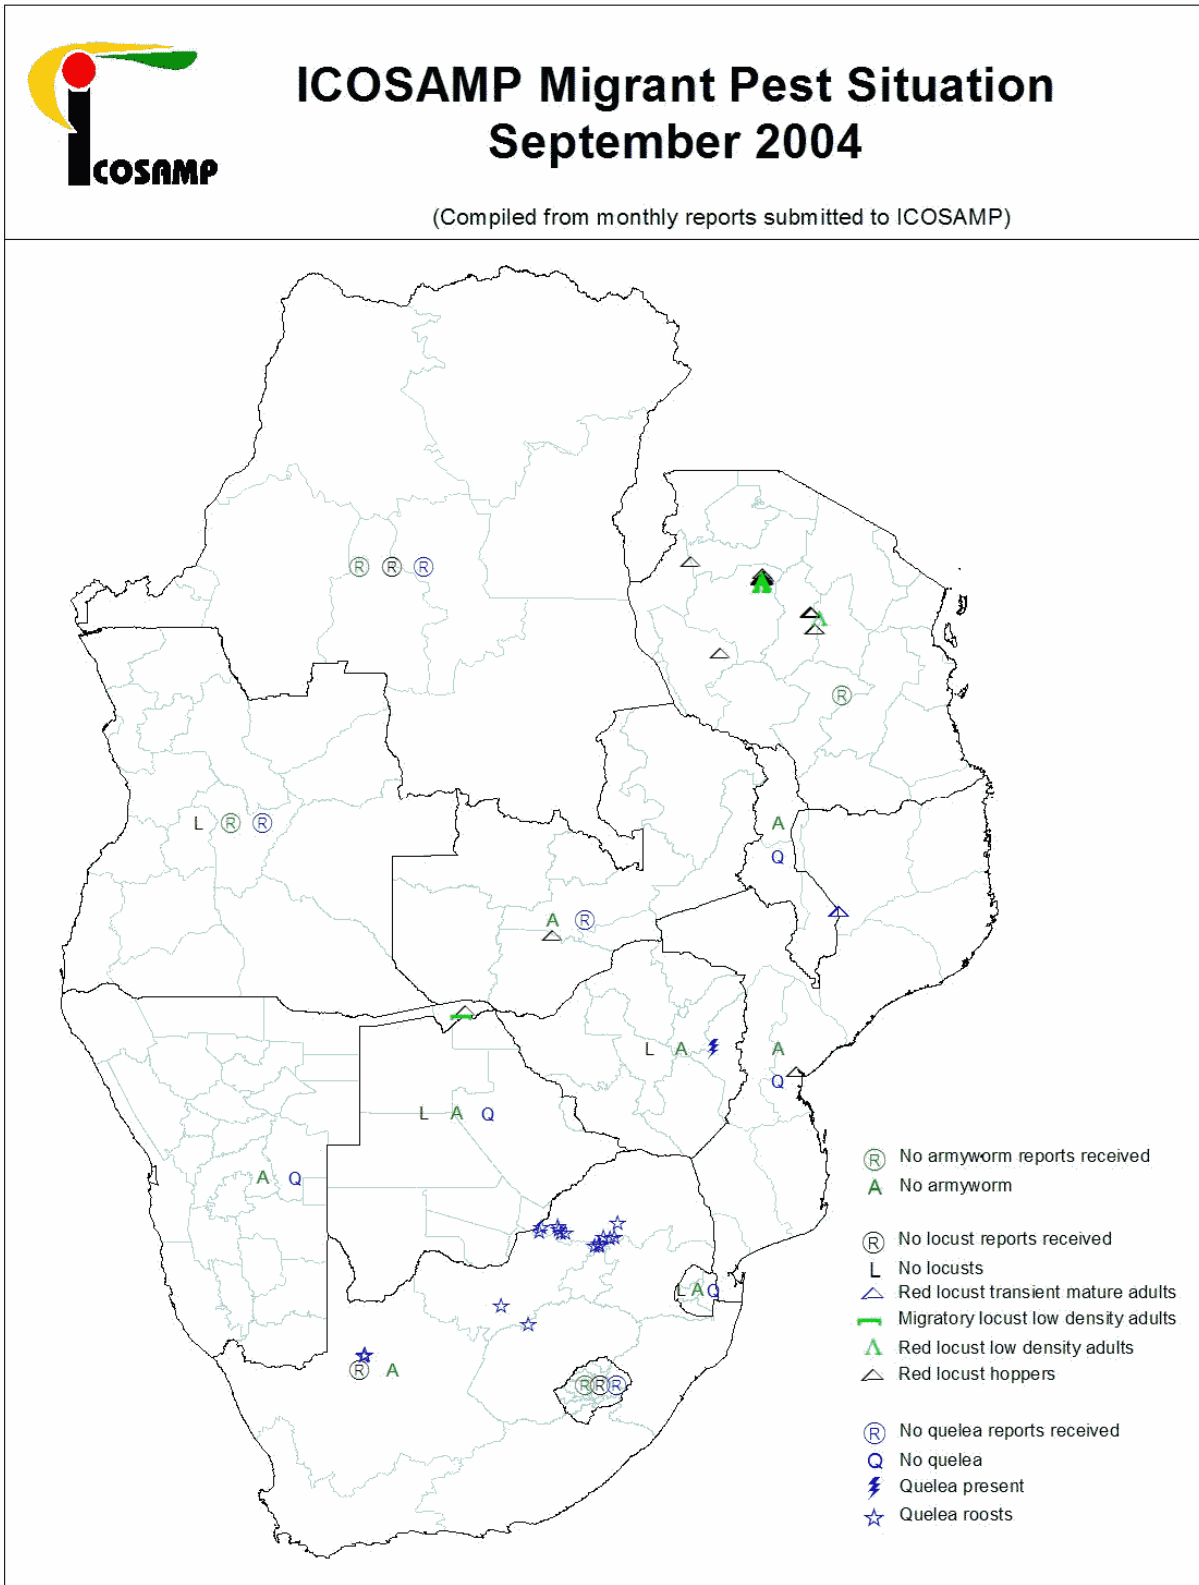 ICOSAMP Migrant Pest Situation
September 2004
(Compiled from monthly reports submitted to ICOSAMP)
iCOSAMP
R R R
R
L R R
A
Q
A R
L A
A
Q
L A Q
A Q
L A Q
R A
R R R
R No armyworm reports received
A No armyworm
R No locust reports received
L No locusts
Red locust transient mature adults
Migratory locust low density adults
Red locust low density adults
Red locust hoppers
R No quelea reports received
Q No quelea
Quelea present
Quelea roosts